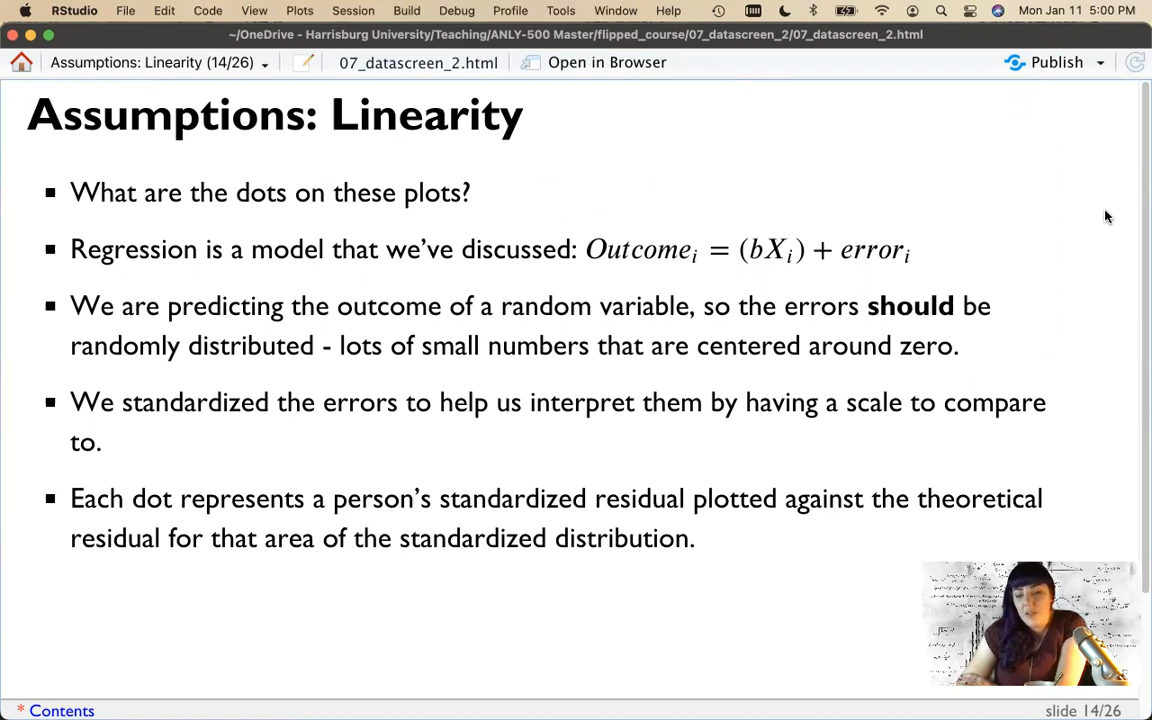 RStudio File Edit Code View Plots Session Build Debug Profile Tools Window Help Mon Jan 11 5:00 PM
~/OneDrive - Harrisburg University/Teaching/ANLY-500 Master/flipped_course/07_datascreen_2/07_datascreen_2.html
Assumptions: Linearity (14/26) 07_datascreen_2.html Open in Browser Publish
Assumptions: Linearity
What are the dots on these plots?
Regression is a model that we've discussed: Outcomeᵢ = (bXᵢ) + errorᵢ
We are predicting the outcome of a random variable, so the errors should be
randomly distributed - lots of small numbers that are centered around zero.
We standardized the errors to help us interpret them by having a scale to compare
to.
Each dot represents a person's standardized residual plotted against the theoretical
residual for that area of the standardized distribution.
* Contents slide 14/26